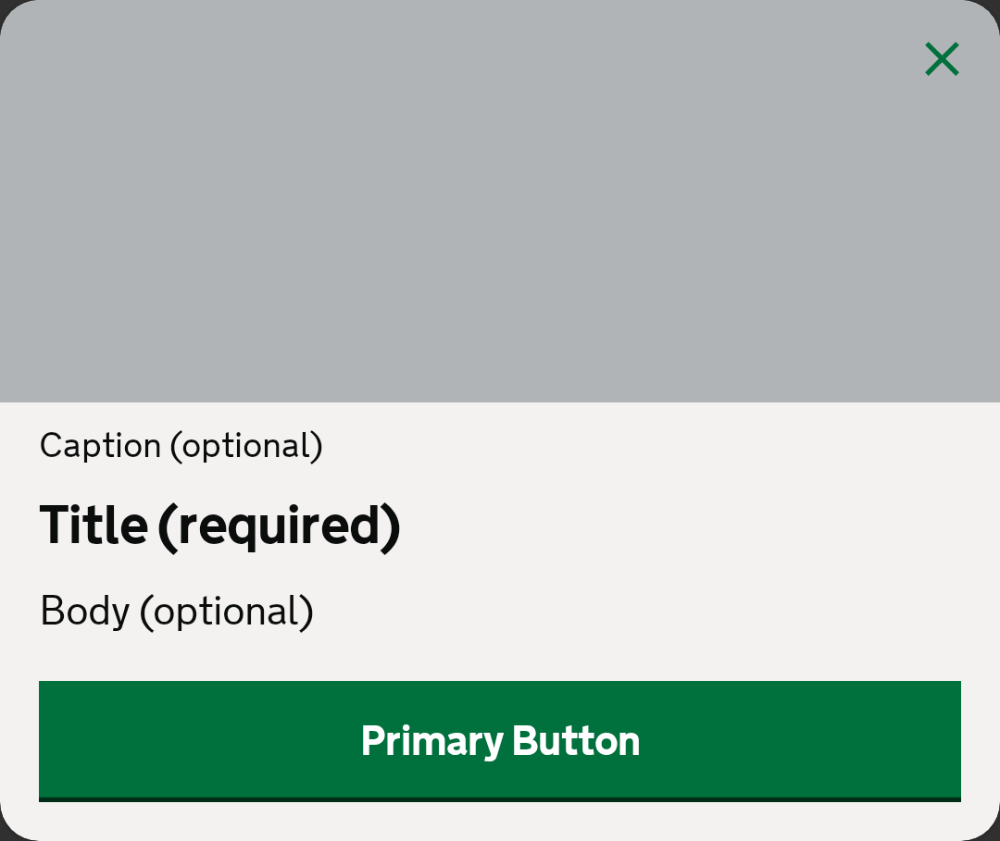 Caption (optional)
Title (required)
Body (optional)
Primary Button